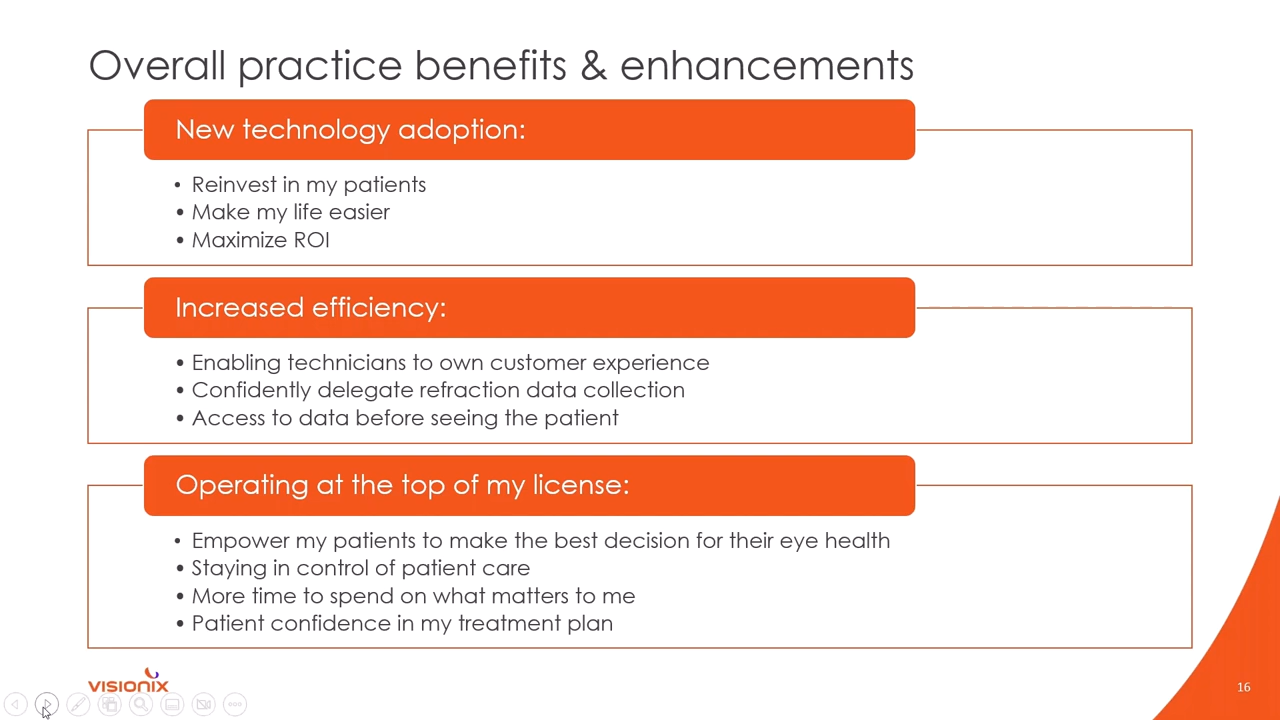 Overall practice benefits & enhancements
New technology adoption:
• Reinvest in my patients
• Make my life easier
• Maximize ROI
Increased efficiency:
• Enabling technicians to own customer experience
• Confidently delegate refraction data collection
• Access to data before seeing the patient
Operating at the top of my license:
• Empower my patients to make the best decision for their eye health
• Staying in control of patient care
• More time to spend on what matters to me
• Patient confidence in my treatment plan
VISIONIX
16